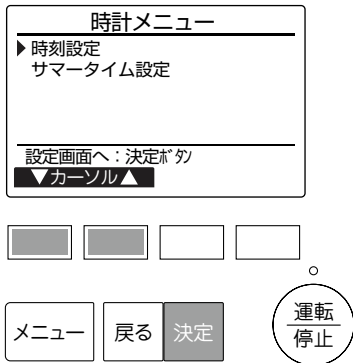 時計メニュー
▶時刻設定
サマータイム設定
設定画面へ：決定ボタン
▼カーソル▲
メニュー
戻る
決定
運転
停止